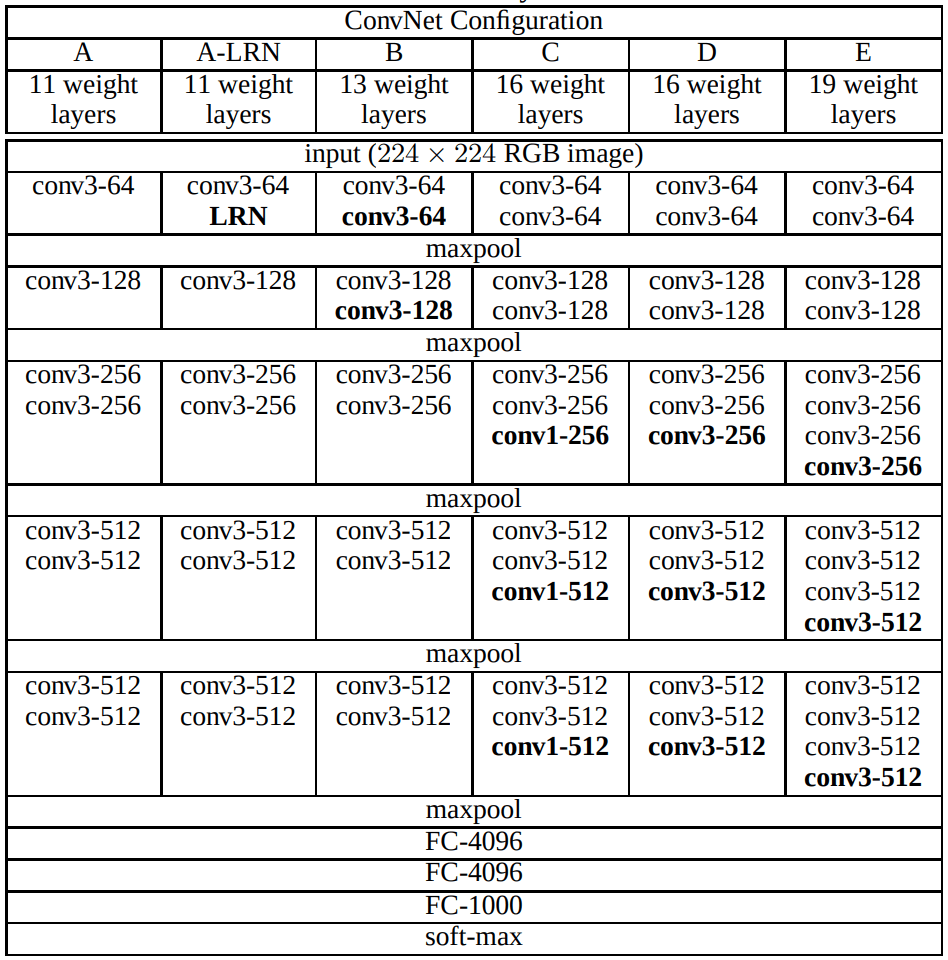 ConvNet Configuration
A A-LRN B C D E
11 weight 11 weight 13 weight 16 weight 16 weight 19 weight
layers layers layers layers layers layers
input (224 × 224 RGB image)
conv3-64 conv3-64 conv3-64 conv3-64 conv3-64 conv3-64
LRN conv3-64 conv3-64 conv3-64 conv3-64
maxpool
conv3-128 conv3-128 conv3-128 conv3-128 conv3-128 conv3-128
conv3-128 conv3-128 conv3-128 conv3-128
maxpool
conv3-256 conv3-256 conv3-256 conv3-256 conv3-256 conv3-256
conv3-256 conv3-256 conv3-256 conv3-256 conv3-256 conv3-256
conv1-256 conv3-256 conv3-256
conv3-256
maxpool
conv3-512 conv3-512 conv3-512 conv3-512 conv3-512 conv3-512
conv3-512 conv3-512 conv3-512 conv3-512 conv3-512 conv3-512
conv1-512 conv3-512 conv3-512
conv3-512
maxpool
conv3-512 conv3-512 conv3-512 conv3-512 conv3-512 conv3-512
conv3-512 conv3-512 conv3-512 conv3-512 conv3-512 conv3-512
conv1-512 conv3-512 conv3-512
conv3-512
maxpool
FC-4096
FC-4096
FC-1000
soft-max